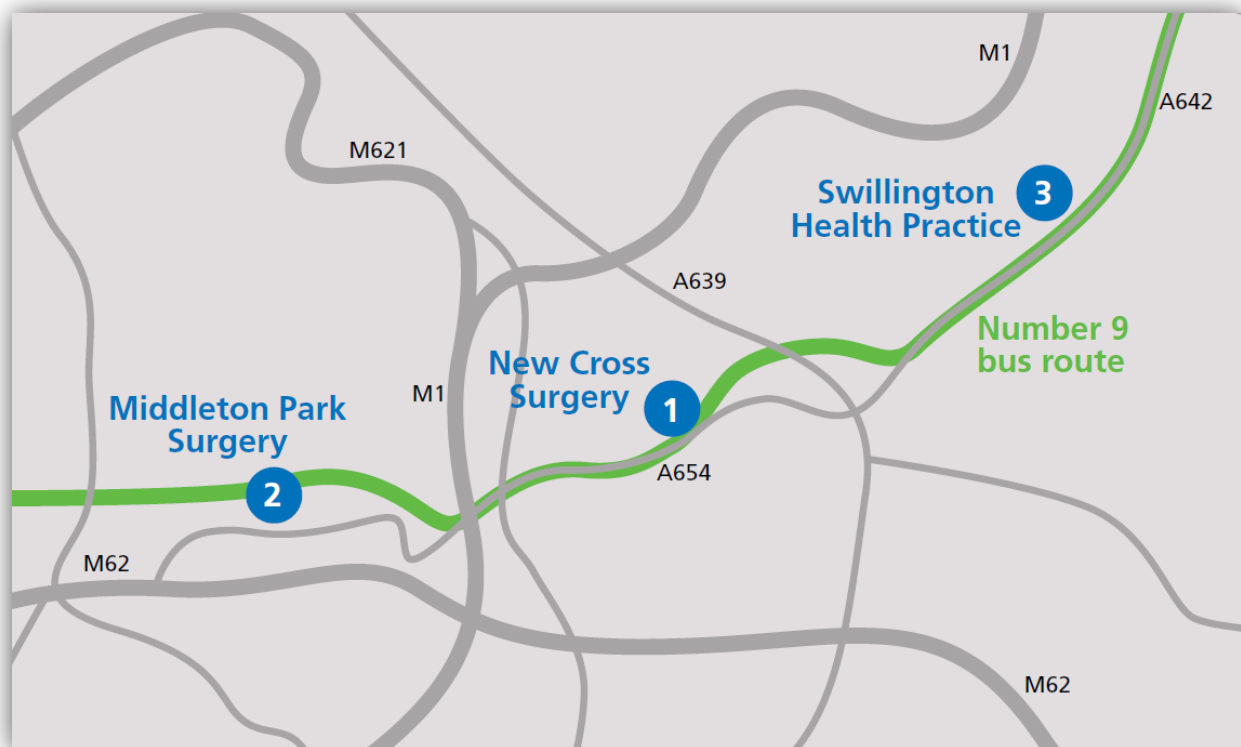 M1
A642
M621
Swillington
Health Practice
3
A639
Number 9
bus route
New Cross
Surgery
1
M1
Middleton Park
Surgery
2
A654
M62
M62